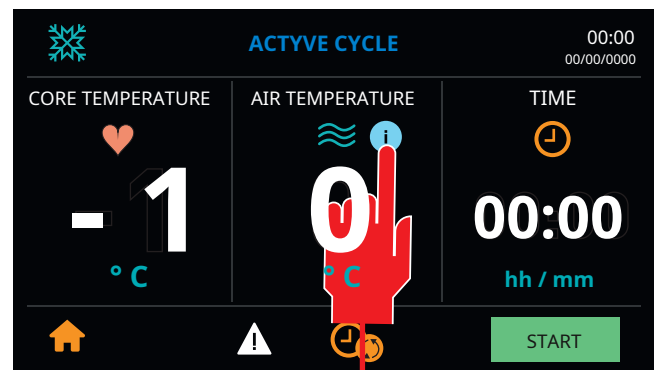 ACTYVE CYCLE
00:00
00/00/0000
CORE TEMPERATURE
AIR TEMPERATURE
TIME
i
-1
0
00:00
° C
° C
hh / mm
!
START